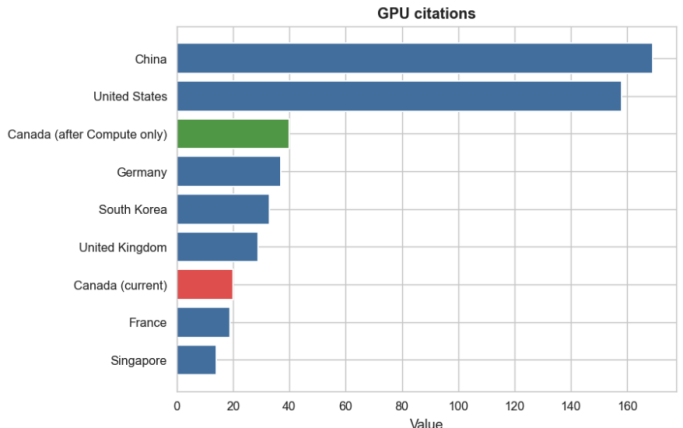 GPU citations
China
United States
Canada (after Compute only)
Germany
South Korea
United Kingdom
Canada (current)
France
Singapore
0 20 40 60 80 100 120 140 160
Value